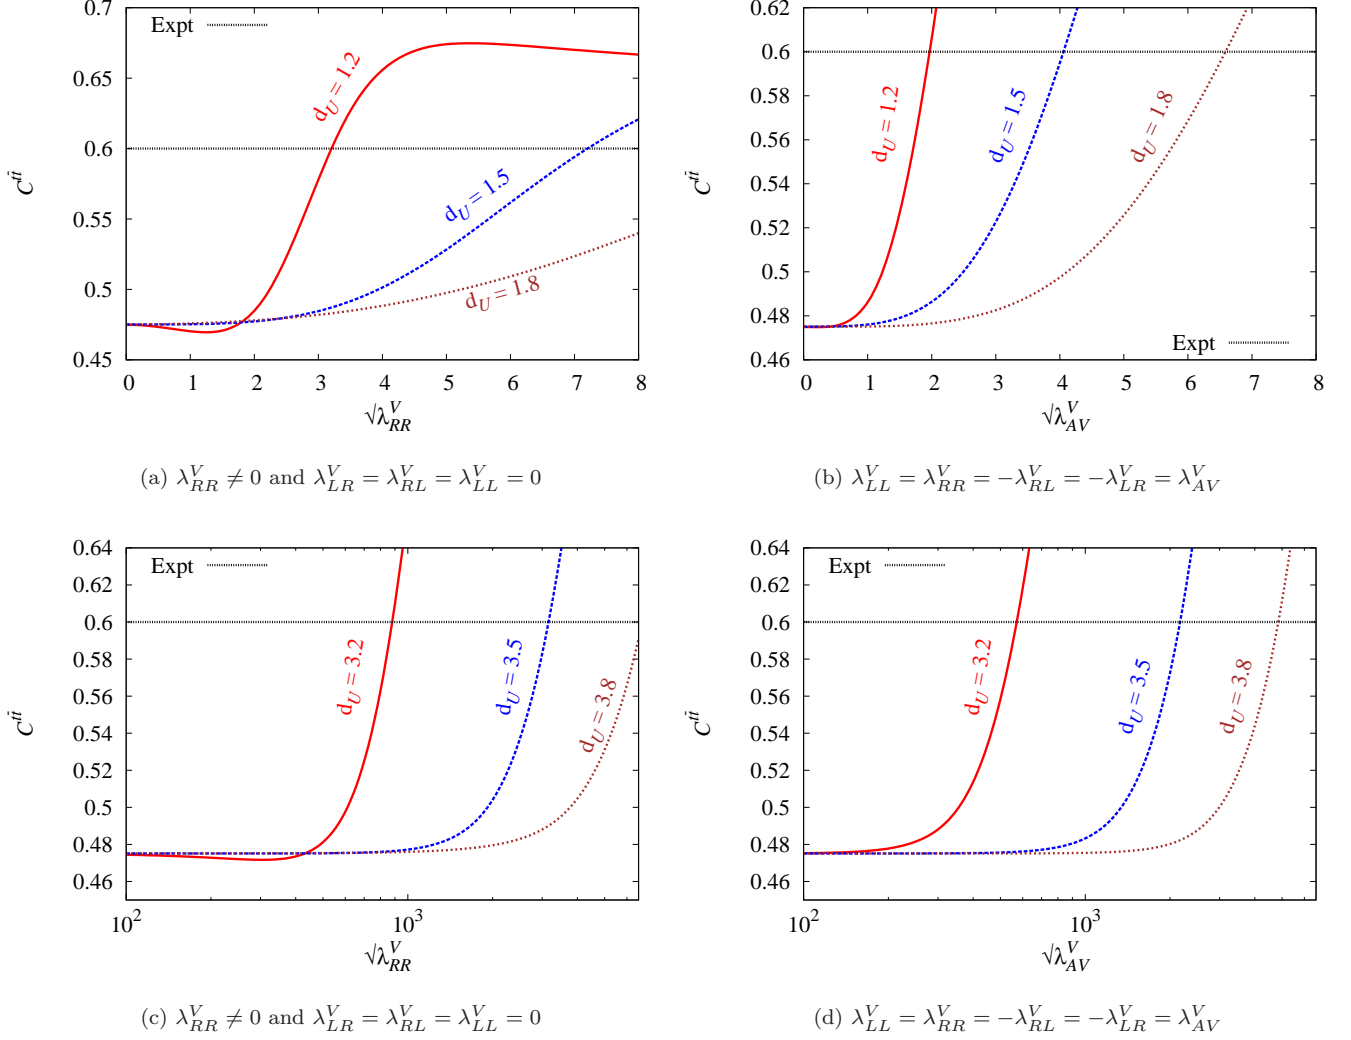 0.7
0.65
0.6
0.55
0.5
0.45
C^{tt̄}
Expt
d_U = 1.2
d_U = 1.5
d_U = 1.8
0 1 2 3 4 5 6 7 8
√λ^V_{RR}
(a) λ^V_{RR} ≠ 0 and λ^V_{LR} = λ^V_{RL} = λ^V_{LL} = 0
0.62
0.6
0.58
0.56
0.54
0.52
0.5
0.48
0.46
C^{tt̄}
d_U = 1.2
d_U = 1.5
d_U = 1.8
Expt
0 1 2 3 4 5 6 7 8
√λ^V_{AV}
(b) λ^V_{LL} = λ^V_{RR} = −λ^V_{RL} = −λ^V_{LR} = λ^V_{AV}
0.64
0.62
0.6
0.58
0.56
0.54
0.52
0.5
0.48
0.46
C^{tt̄}
Expt
d_U = 3.2
d_U = 3.5
d_U = 3.8
10^2 10^3
√λ^V_{RR}
(c) λ^V_{RR} ≠ 0 and λ^V_{LR} = λ^V_{RL} = λ^V_{LL} = 0
0.64
0.62
0.6
0.58
0.56
0.54
0.52
0.5
0.48
0.46
C^{tt̄}
Expt
d_U = 3.2
d_U = 3.5
d_U = 3.8
10^2 10^3
√λ^V_{AV}
(d) λ^V_{LL} = λ^V_{RR} = −λ^V_{RL} = −λ^V_{LR} = λ^V_{AV}